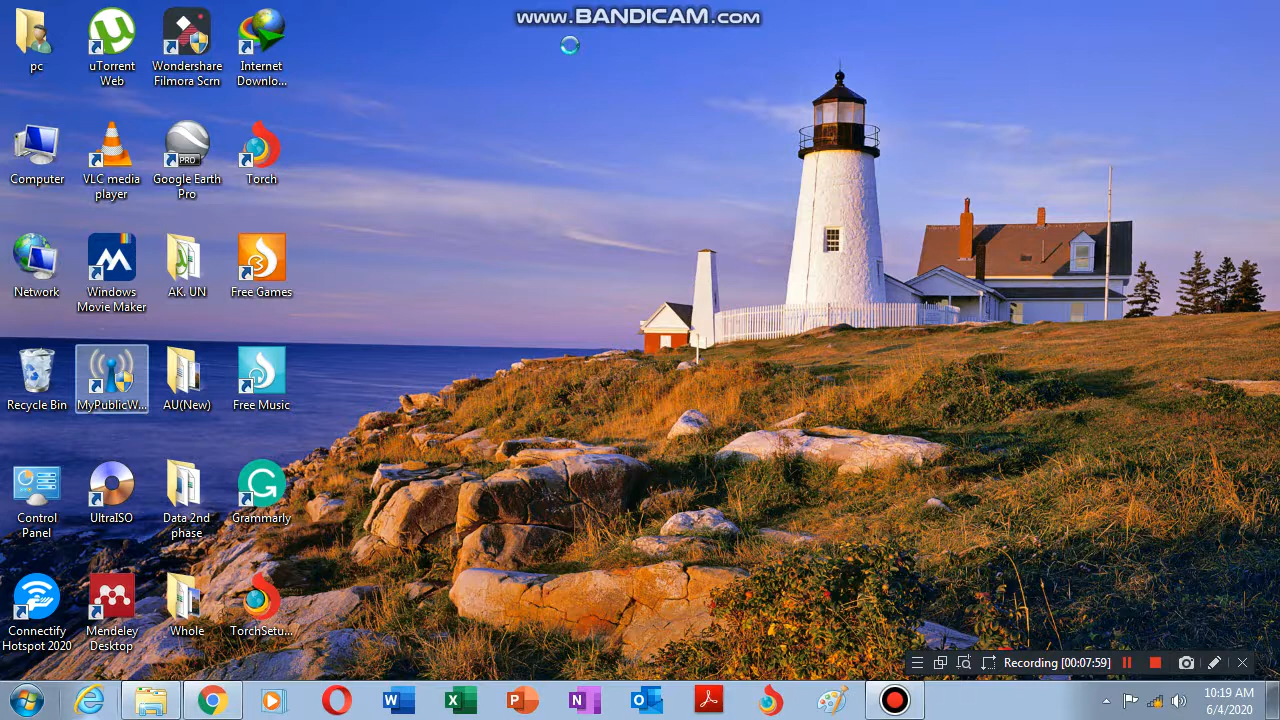 www.BANDICAM.com
pc
uTorrent
Web
Wondershare
Filmora Scrn
Internet
Downlo...
Computer
VLC media
player
PRO
Google Earth
Pro
Torch
Network
Windows
Movie Maker
AK. UN
Free Games
Recycle Bin
MyPublicW...
AU(New)
Free Music
Control
Panel
UltraISO
Data 2nd
phase
Grammarly
Connectify
Hotspot 2020
Mendeley
Desktop
Whole
TorchSetu...
Recording [00:07:59]
10:19 AM
6/4/2020